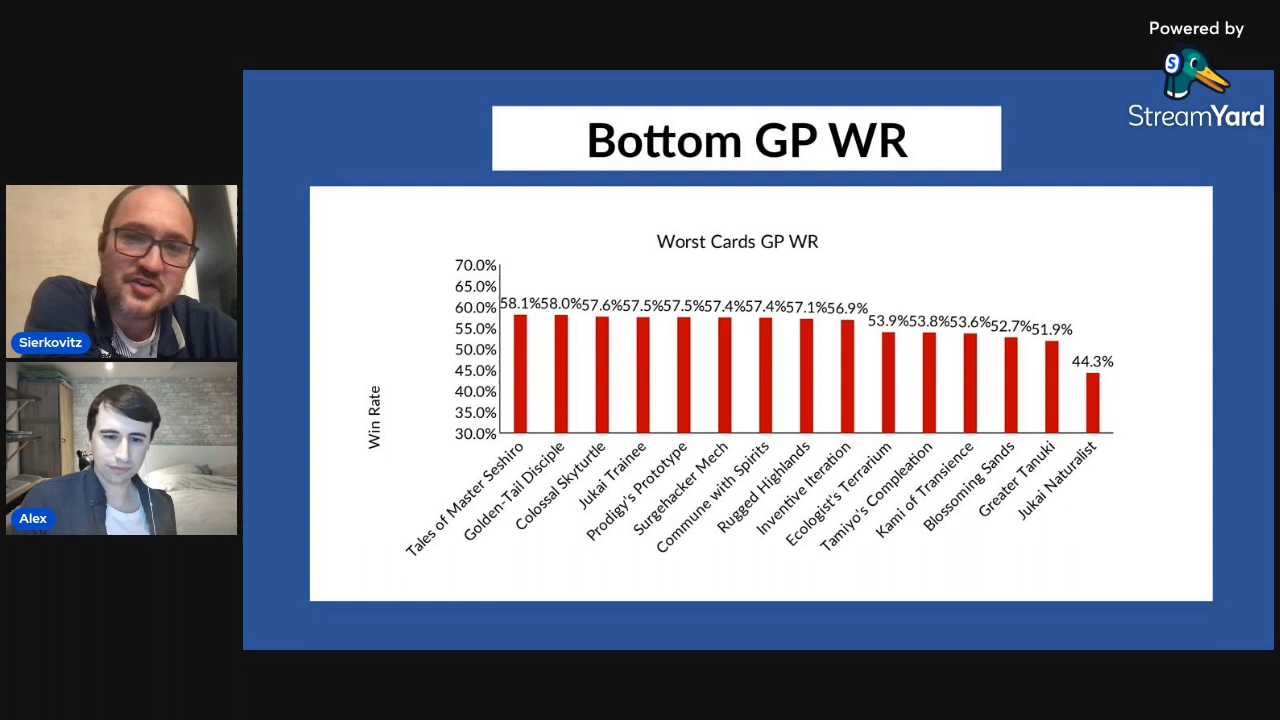 Powered by
S
StreamYard
Bottom GP WR
Worst Cards GP WR
70.0%
65.0%
60.0%
55.0%
50.0%
45.0%
40.0%
35.0%
30.0%
Win Rate
58.1% 58.0% 57.6% 57.5% 57.5% 57.4% 57.4% 57.1% 56.9% 53.9% 53.8% 53.6% 52.7% 51.9% 44.3%
Tales of Master Seshiro
Golden-Tail Disciple
Colossal Skyturtle
Jukai Trainee
Prodigy's Prototype
Surgehacker Mech
Commune with Spirits
Rugged Highlands
Inventive Iteration
Ecologist's Terrarium
Tamiyo's Compleation
Kami of Transience
Blossoming Sands
Greater Tanuki
Jukai Naturalist
Sierkovitz
Alex